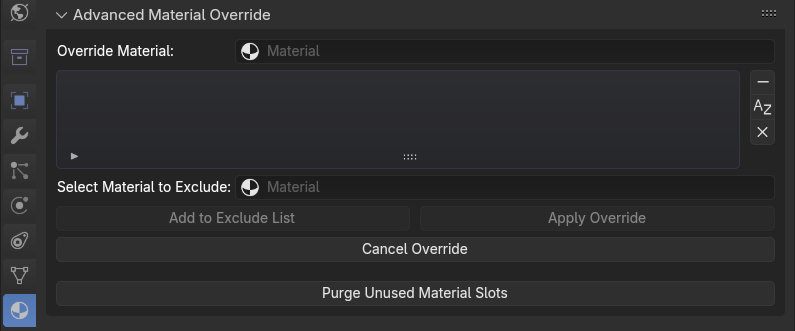 Advanced Material Override
Override Material: Material
AZ
Select Material to Exclude: Material
Add to Exclude List Apply Override
Cancel Override
Purge Unused Material Slots